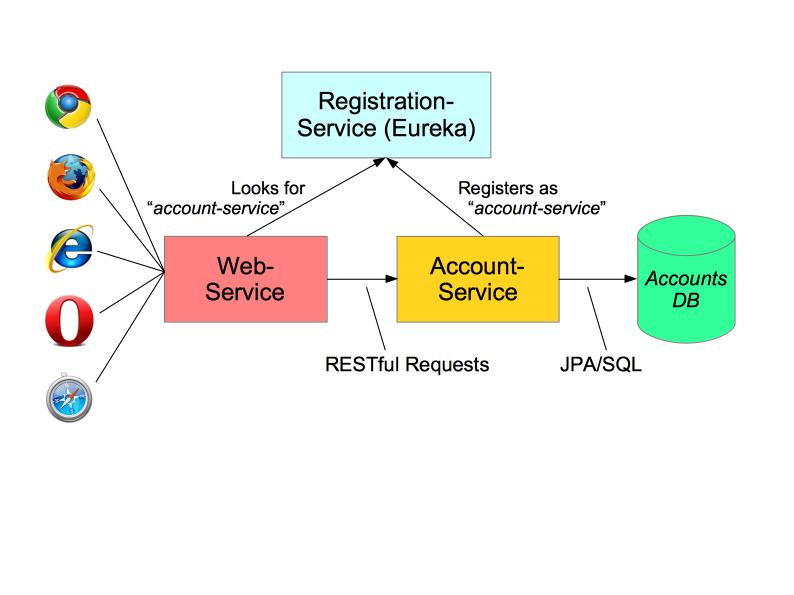 Registration-
Service (Eureka)
Looks for
“account-service”
Registers as
“account-service”
Web-
Service
Account-
Service
Accounts
DB
RESTful Requests
JPA/SQL